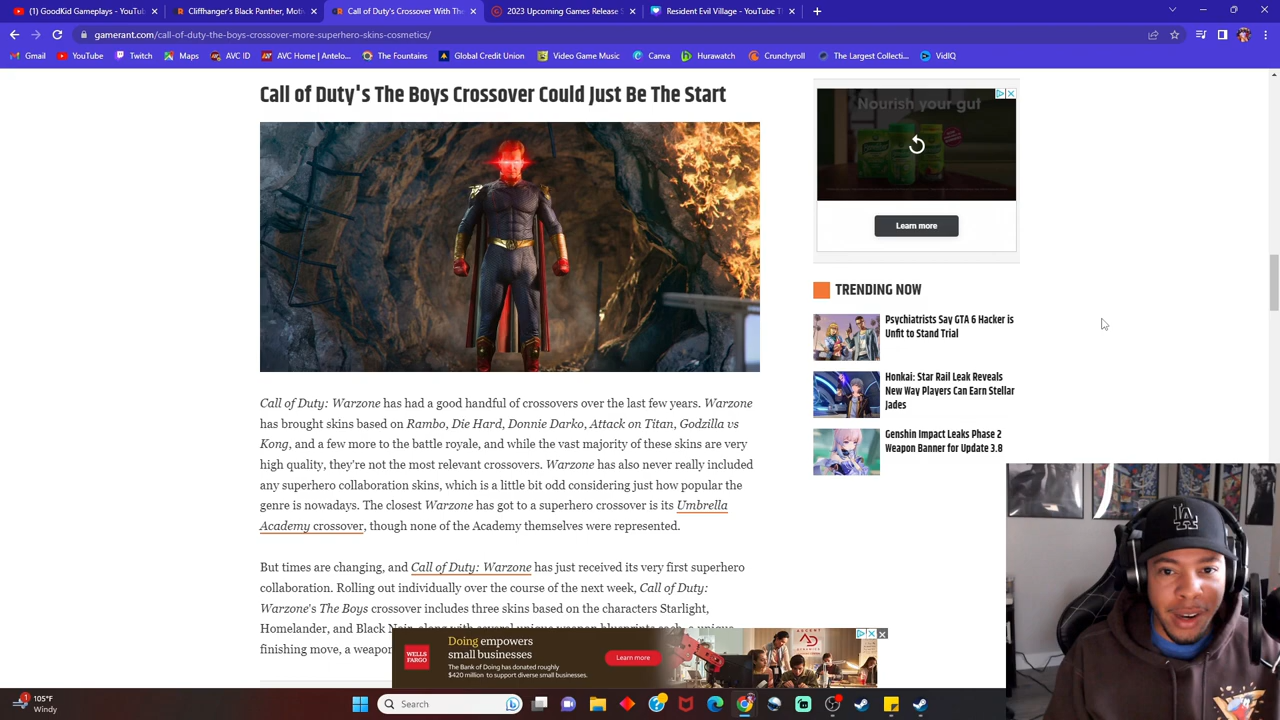 (1) GoodKid Gameplays - YouTube
Cliffhanger's Black Panther, Mot
Call of Duty's Crossover With The
2023 Upcoming Games Release S
Video Details - Elestream
gamerant.com/call-of-duty-the-boys-crossover-more-superhero-skins-cosmetics/
Gmail
YouTube
Twitch
Maps
AVC ID
AVC Home | Antelo...
The Fountains
Global Credit Union
Video Game Music
Canva
Hurawatch
Crunchyroll
The Largest Collecti...
VidIQ
Call of Duty's The Boys Crossover Could Just Be The Start
Call of Duty: Warzone has had a good handful of crossovers over the last few years. Warzone
has brought skins based on Rambo, Die Hard, Donnie Darko, Attack on Titan, Godzilla vs
Kong, and a few more to the battle royale, and while the vast majority of these skins are very
high quality, they're not the most relevant crossovers. Warzone has also never really included
any superhero collaboration skins, which is a little bit odd considering just how popular the
genre is nowadays. The closest Warzone has got to a superhero crossover is its Umbrella
Academy crossover, though none of the Academy themselves were represented.
But times are changing, and Call of Duty: Warzone has just received its very first superhero
collaboration. Rolling out individually over the course of the next week, Call of Duty:
Warzone's The Boys crossover includes three skins based on the characters Starlight,
Homelander, and Black Noir, along with several unique weapon blueprints each, a unique
finishing move, a weapon
Nourish your gut
Learn more
TRENDING NOW
Psychiatrists Say GTA 6 Hacker is
Unfit to Stand Trial
Honkai: Star Rail Leak Reveals
New Way Players Can Earn Stellar
Jades
Genshin Impact Leaks Phase 2
Weapon Banner for Update 3.8
LA
WELLS
FARGO
Doing empowers
small businesses
The Bank of Doing has donated roughly
$420 million to support diverse small businesses.
Learn more
1
105°F
Windy
Search